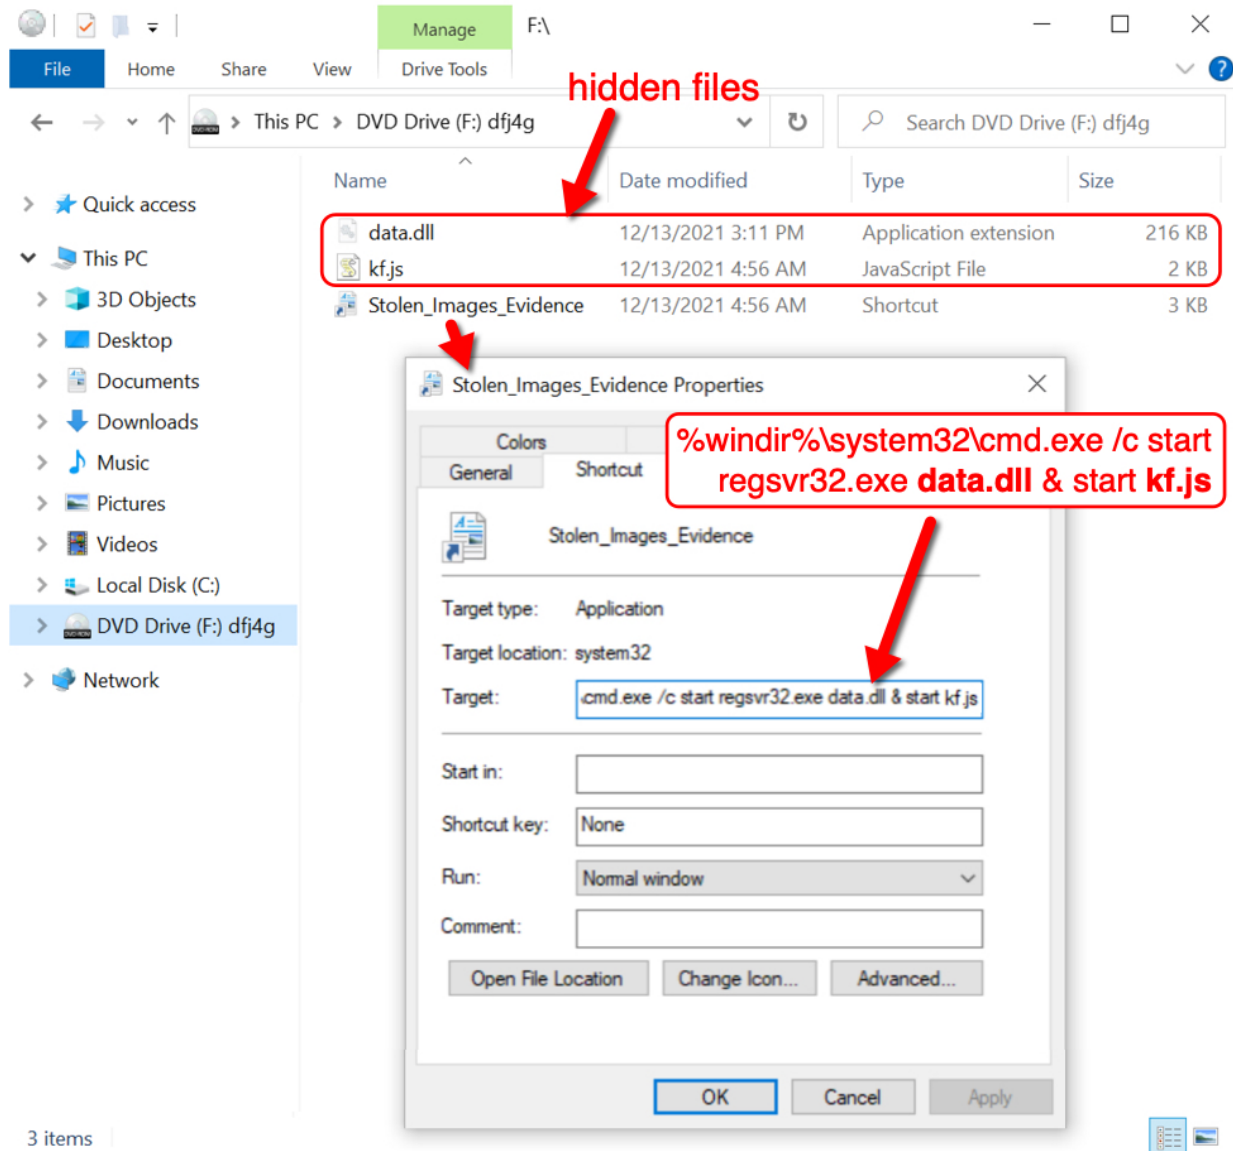 Manage
F:\
File
Home
Share
View
Drive Tools
?
hidden files
This PC
DVD Drive (F:) dfj4g
Search DVD Drive (F:) dfj4g
Name
Date modified
Type
Size
Quick access
This PC
3D Objects
Desktop
Documents
Downloads
Music
Pictures
Videos
Local Disk (C:)
DVD Drive (F:) dfj4g
Network
data.dll 12/13/2021 3:11 PM Application extension 216 KB
kf.js 12/13/2021 4:56 AM JavaScript File 2 KB
Stolen_Images_Evidence 12/13/2021 4:56 AM Shortcut 3 KB
Stolen_Images_Evidence Properties
%windir%\system32\cmd.exe /c start
regsvr32.exe data.dll & start kf.js
Colors
General
Shortcut
Stolen_Images_Evidence
Target type: Application
Target location: system32
Target: cmd.exe /c start regsvr32.exe data.dll & start kf.js
Start in:
Shortcut key: None
Run: Normal window
Comment:
Open File Location
Change Icon...
Advanced...
OK
Cancel
Apply
3 items